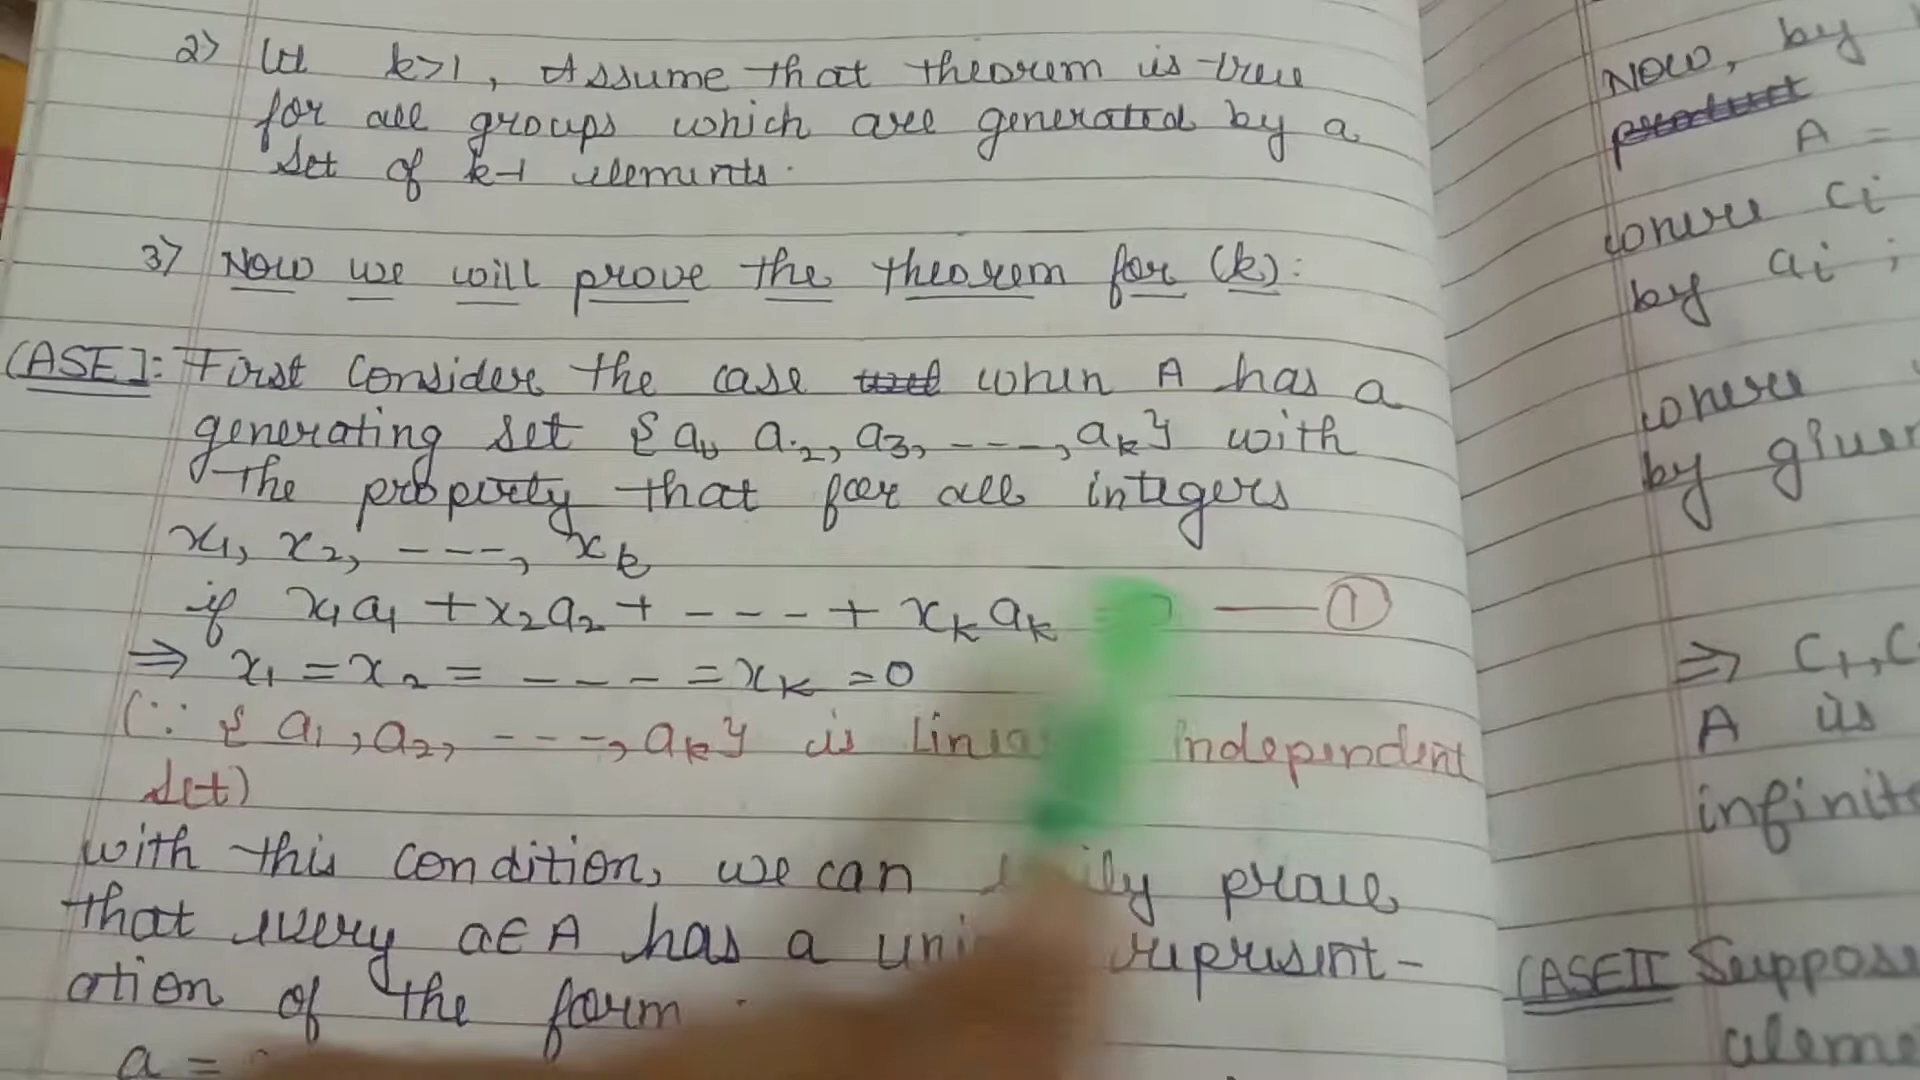 2) let k>1, Assume that theorem is true
for all groups which are generated by a
set of k-1 elements.
3) Now we will prove the theorem for (k):
CASE I: First consider the case when A has a
generating set {a1, a2, a3, ----, ak} with
the property that for all integers
x1, x2, ---, xk
if x1a1 + x2a2 + ---- + xkak ①
⇒ x1 = x2 = ---- = xk = 0
(∵ {a1, a2, ----, ak} is independent
set)
with this condition, we can prove
that every a∈A has a represent-
ation of the form
a =
Now, by
A =
where Ci
by ai ;
where
by given
⇒ C1, C
A is
infinite
CASE II Suppose